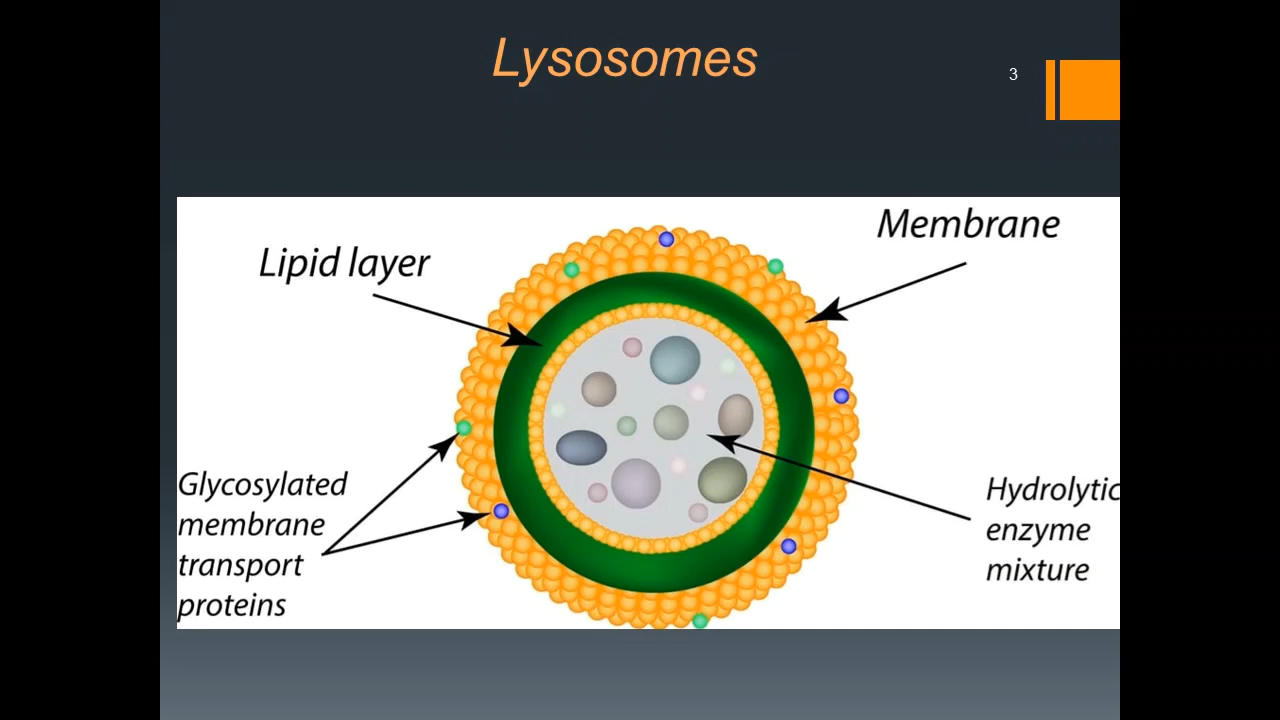 Lysosomes
3
Membrane
Lipid layer
Glycosylated
membrane
transport
proteins
Hydrolytic
enzyme
mixture